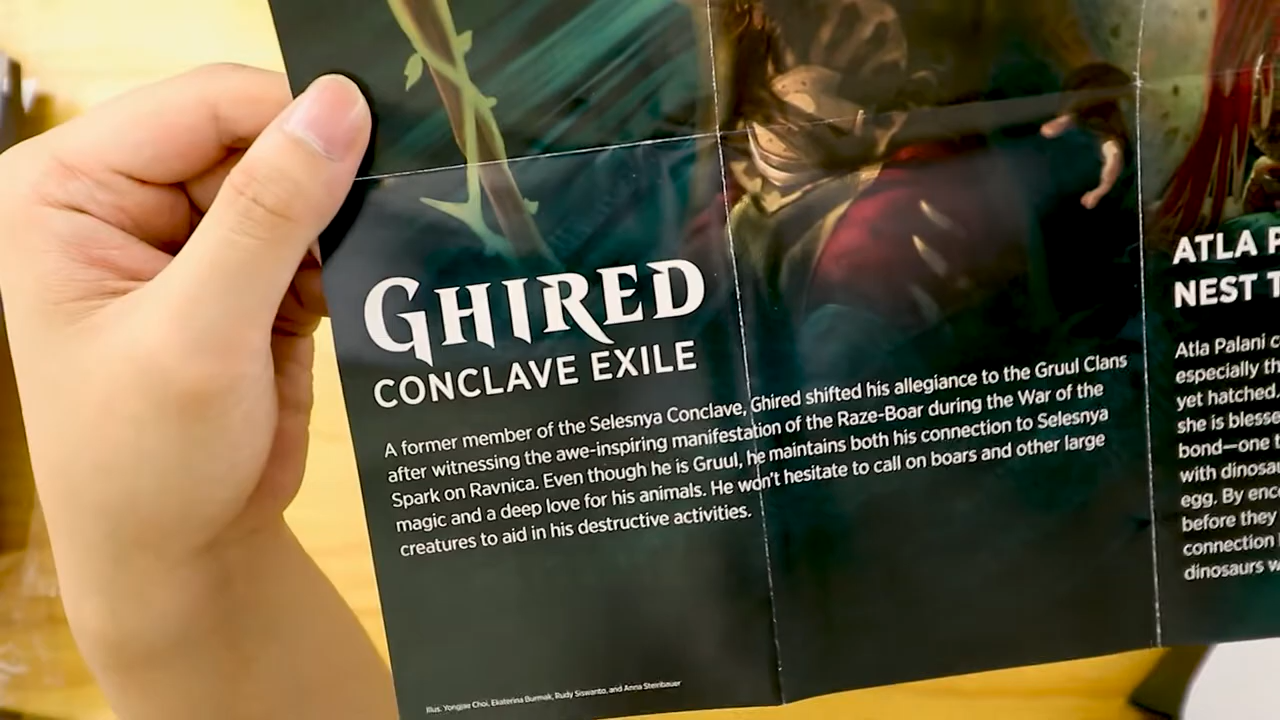 GHIRED
CONCLAVE EXILE
A former member of the Selesnya Conclave, Ghired shifted his allegiance to the Gruul Clans
after witnessing the awe-inspiring manifestation of the Raze-Boar during the War of the
Spark on Ravnica. Even though he is Gruul, he maintains both his connection to Selesnya
magic and a deep love for his animals. He won't hesitate to call on boars and other large
creatures to aid in his destructive activities.
Illus. Yongjae Choi, Ekaterina Burmak, Rudy Siswanto, and Anna Steinbauer
ATLA
NEST
Atla Palani
especially
yet hatched.
she is
bond—one
with
egg. By
before they
connection
dinosaurs